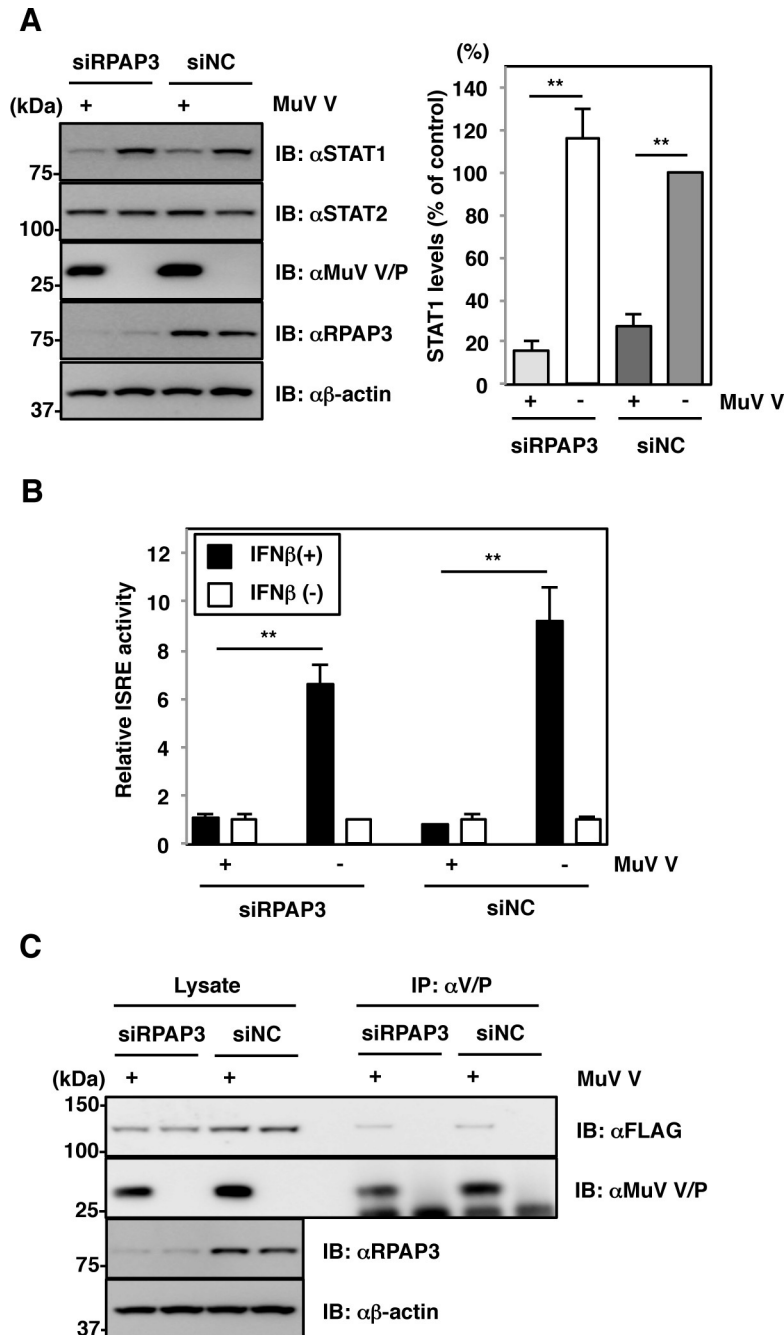 A
siRPAP3 siNC
(kDa) + + MuV V
IB: αSTAT1
75-
IB: αSTAT2
100-
IB: αMuV V/P
25-
IB: αRPAP3
75-
IB: αβ-actin
37-
(%)
STAT1 levels (% of control)
140
120
100
80
60
40
20
0
**
**
+ - + - MuV V
siRPAP3 siNC
B
Relative ISRE activity
12
10
8
6
4
2
0
IFNβ(+)
IFNβ (-)
**
**
+ - + - MuV V
siRPAP3 siNC
C
Lysate IP: αV/P
siRPAP3 siNC siRPAP3 siNC
(kDa) + + + + MuV V
150-
IB: αFLAG
100-
IB: αMuV V/P
25-
IB: αRPAP3
75-
IB: αβ-actin
37-